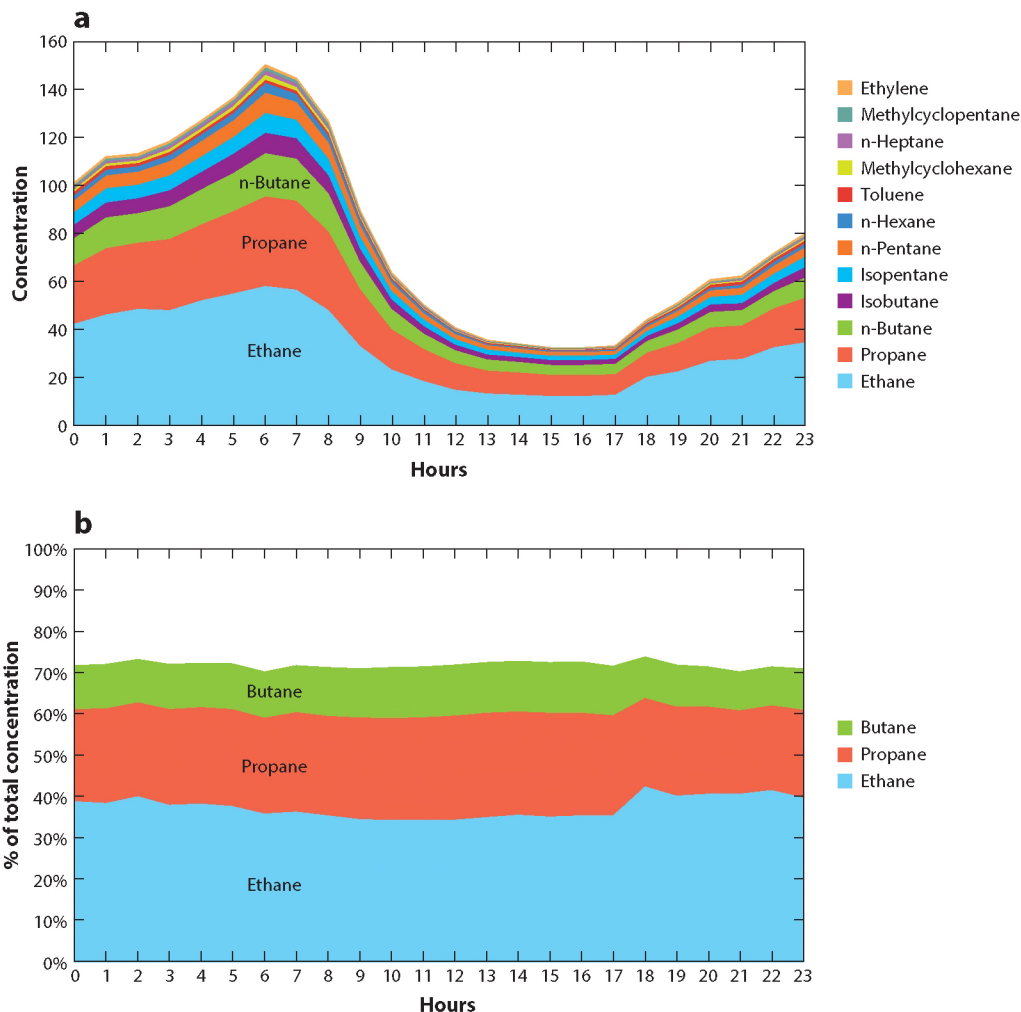 a
160
140
120
100
80
60
40
20
0
Concentration
n-Butane
Propane
Ethane
0 1 2 3 4 5 6 7 8 9 10 11 12 13 14 15 16 17 18 19 20 21 22 23
Hours
Ethylene
Methylcyclopentane
n-Heptane
Methylcyclohexane
Toluene
n-Hexane
n-Pentane
Isopentane
Isobutane
n-Butane
Propane
Ethane
b
100%
90%
80%
70%
60%
50%
40%
30%
20%
10%
0%
% of total concentration
Butane
Propane
Ethane
0 1 2 3 4 5 6 7 8 9 10 11 12 13 14 15 16 17 18 19 20 21 22 23
Hours
Butane
Propane
Ethane